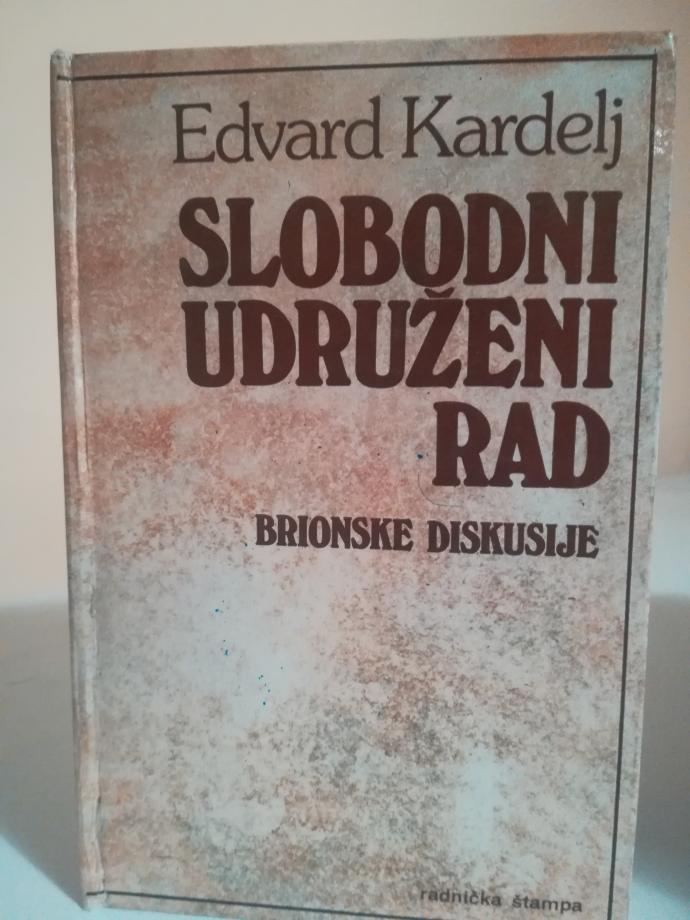 Edvard Kardelj
SLOBODNI
UDRUŽENI
RAD
BRIONSKE DISKUSIJE
radnička štampa